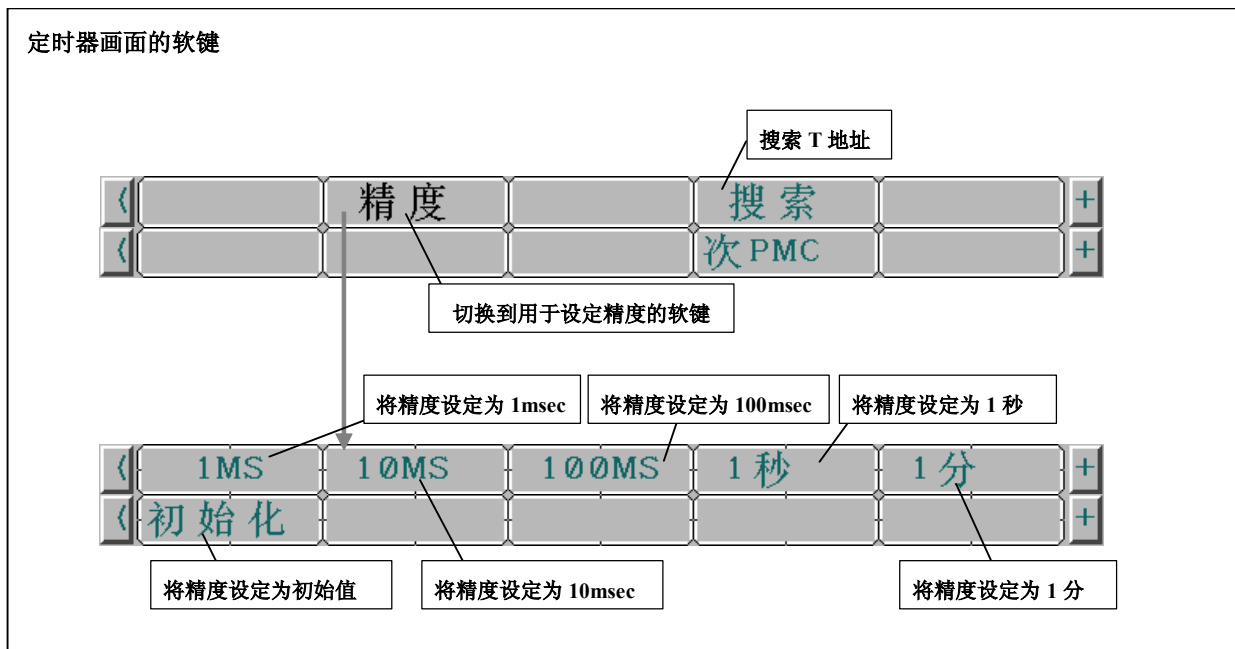 定时器画面的软键
搜索 T 地址
精度 搜索 +
次PMC +
切换到用于设定精度的软键
将精度设定为 1msec 将精度设定为 100msec 将精度设定为 1 秒
1MS 10MS 100MS 1秒 1分 +
初始化 +
将精度设定为初始值 将精度设定为 10msec 将精度设定为 1 分